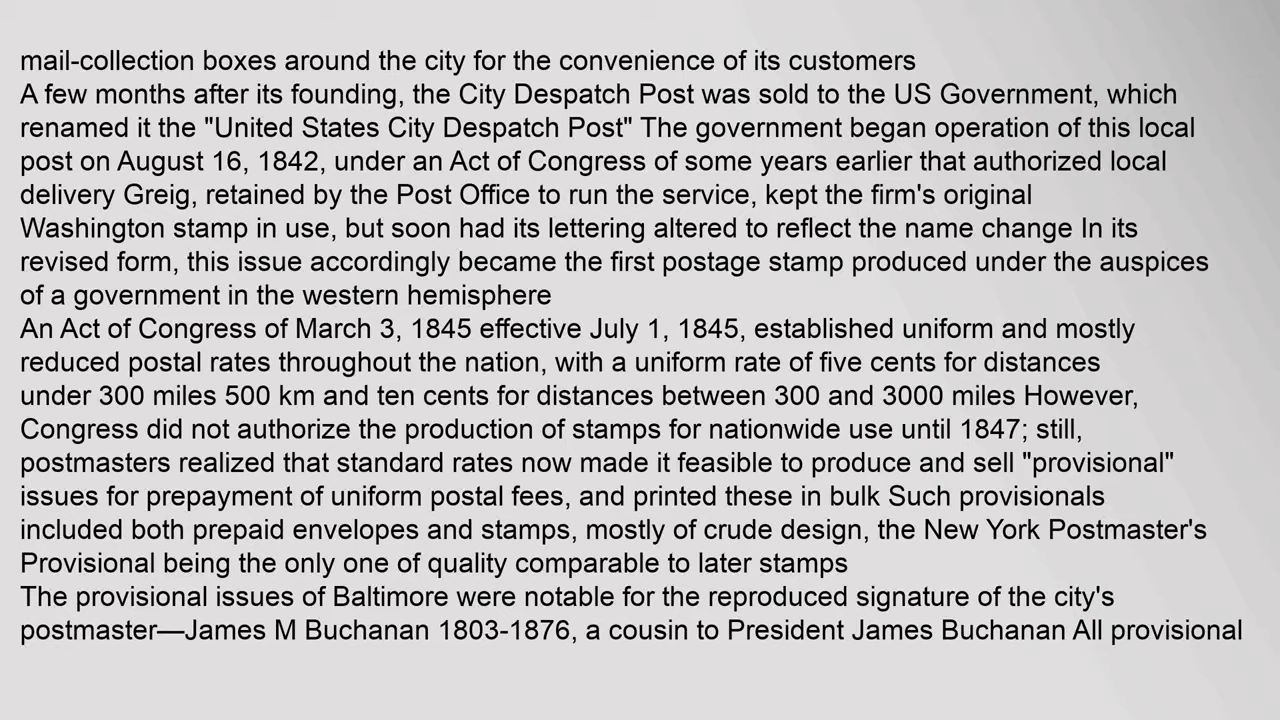 mail-collection boxes around the city for the convenience of its customers
A few months after its founding, the City Despatch Post was sold to the US Government, which
renamed it the "United States City Despatch Post" The government began operation of this local
post on August 16, 1842, under an Act of Congress of some years earlier that authorized local
delivery Greig, retained by the Post Office to run the service, kept the firm's original
Washington stamp in use, but soon had its lettering altered to reflect the name change In its
revised form, this issue accordingly became the first postage stamp produced under the auspices
of a government in the western hemisphere
An Act of Congress of March 3, 1845 effective July 1, 1845, established uniform and mostly
reduced postal rates throughout the nation, with a uniform rate of five cents for distances
under 300 miles 500 km and ten cents for distances between 300 and 3000 miles However,
Congress did not authorize the production of stamps for nationwide use until 1847; still,
postmasters realized that standard rates now made it feasible to produce and sell "provisional"
issues for prepayment of uniform postal fees, and printed these in bulk Such provisionals
included both prepaid envelopes and stamps, mostly of crude design, the New York Postmaster's
Provisional being the only one of quality comparable to later stamps
The provisional issues of Baltimore were notable for the reproduced signature of the city's
postmaster—James M Buchanan 1803-1876, a cousin to President James Buchanan All provisional